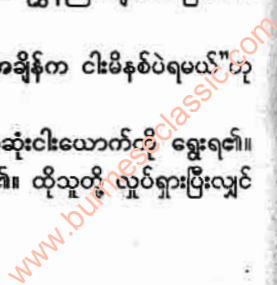 အချိန်က ငါးမိနစ်ပဲရမယ်"ဟု
ဆုံးငါးယောက်ကို ရွေးရ၏။
၏။ ထိုသူတို့ လှုပ်ရှားပြီးလျှင်
www.burmeseclassic.com